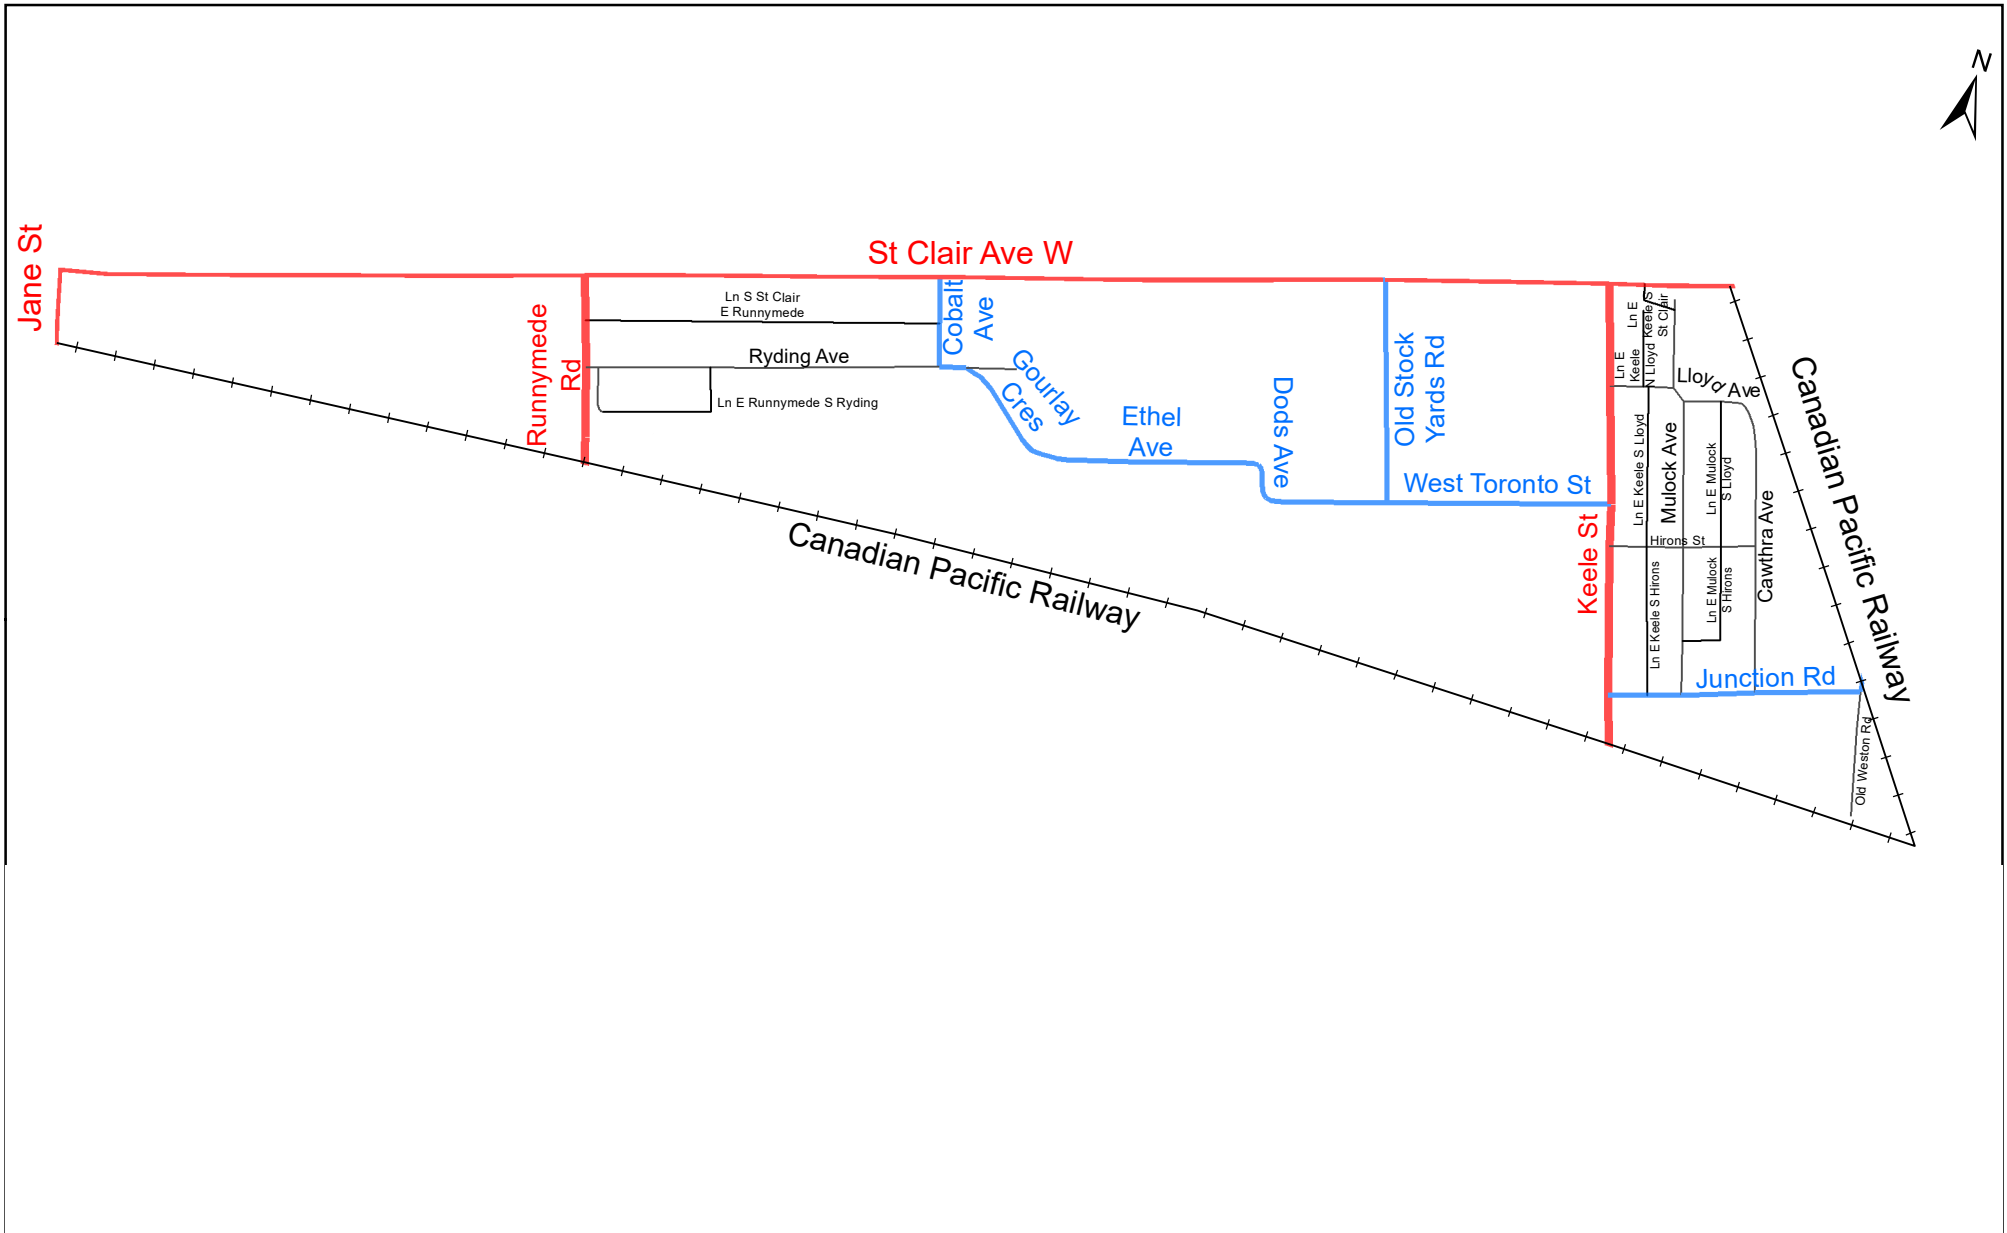 N
St Clair Ave W
Jane St
Runnymede
Rd
Ln S St Clair
E Runnymede
Ryding Ave
Ln E Runnymede S Ryding
Cobalt
Ave
Gourlay
Cres
Ethel
Ave
Dods Ave
Old Stock
Yards Rd
West Toronto St
Keele St
Ln E
Keele S
St Clair
Ln E
Keele
N Lloyd
Lloyd Ave
Ln E Keele S Lloyd
Mulock Ave
Ln E Mulock
S Lloyd
Hirons St
Ln E Keele S Hirons
Ln E Mulock
S Hirons
Cawthra Ave
Junction Rd
Old Weston Rd
Canadian Pacific Railway
Canadian Pacific Railway